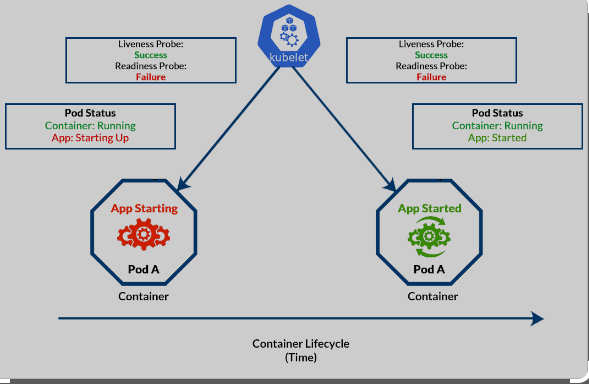 kubelet
Liveness Probe:
Success
Readiness Probe:
Failure
Liveness Probe:
Success
Readiness Probe:
Failure
Pod Status
Container: Running
App: Starting Up
Pod Status
Container: Running
App: Started
App Starting
Pod A
Container
App Started
Pod A
Container
Container Lifecycle
(Time)